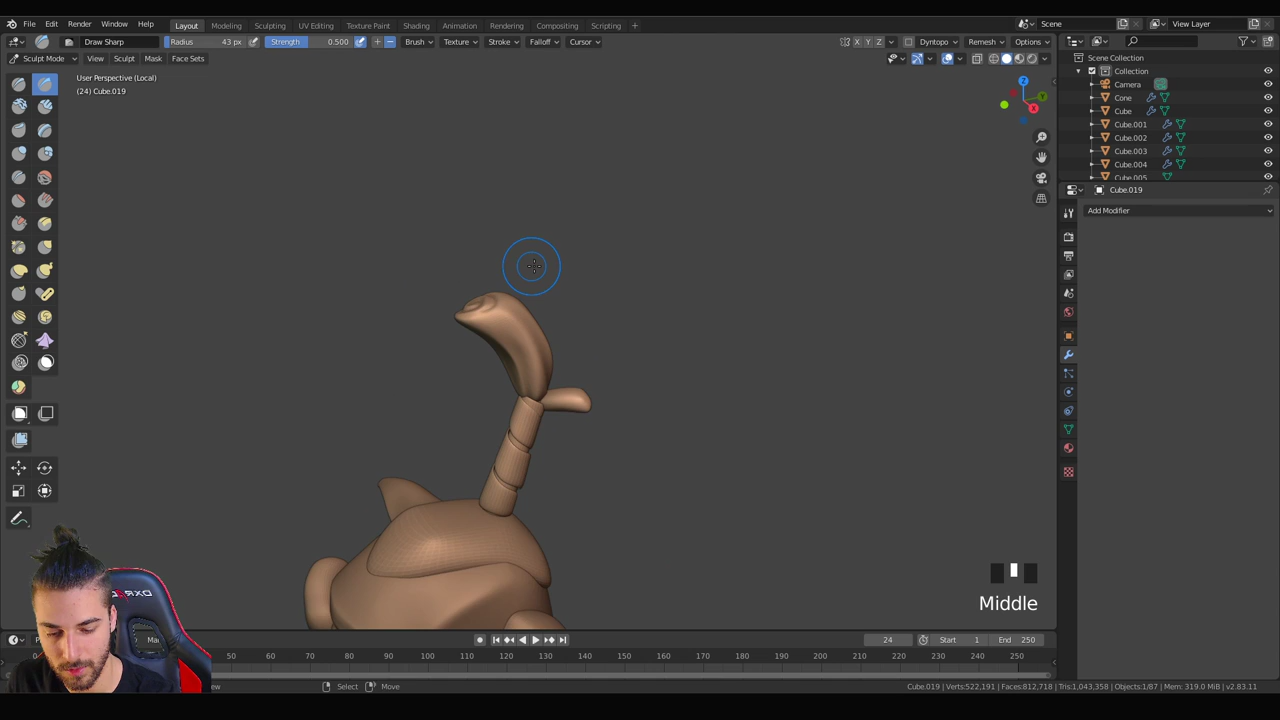 File Edit Render Window Help Layout Modeling Sculpting UV Editing Texture Paint Shading Animation Rendering Compositing Scripting + Scene View Layer
Draw Sharp Radius 43 px Strength 0.500 Brush Texture Stroke Falloff Cursor X Y Z Dyntopo Remesh Options
Sculpt Mode View Sculpt Mask Face Sets
Scene Collection
Collection
Camera
Cone
Cube
Cube.001
Cube.002
Cube.003
Cube.004
Cube.005
User Perspective (Local)
(24) Cube.019
Z
Y
X
Cube.019
Add Modifier
DXR
Middle
Ma
24 Start 1 End 250
50 60 70 80 90 100 110 120 130 140 150 160 170 180 190 200 210 220 230 240 250
Select Move
Cube.019 | Verts:522,191 | Faces:812,718 | Tris:1,043,358 | Objects:1/87 | Mem: 319.0 MiB | v2.83.11